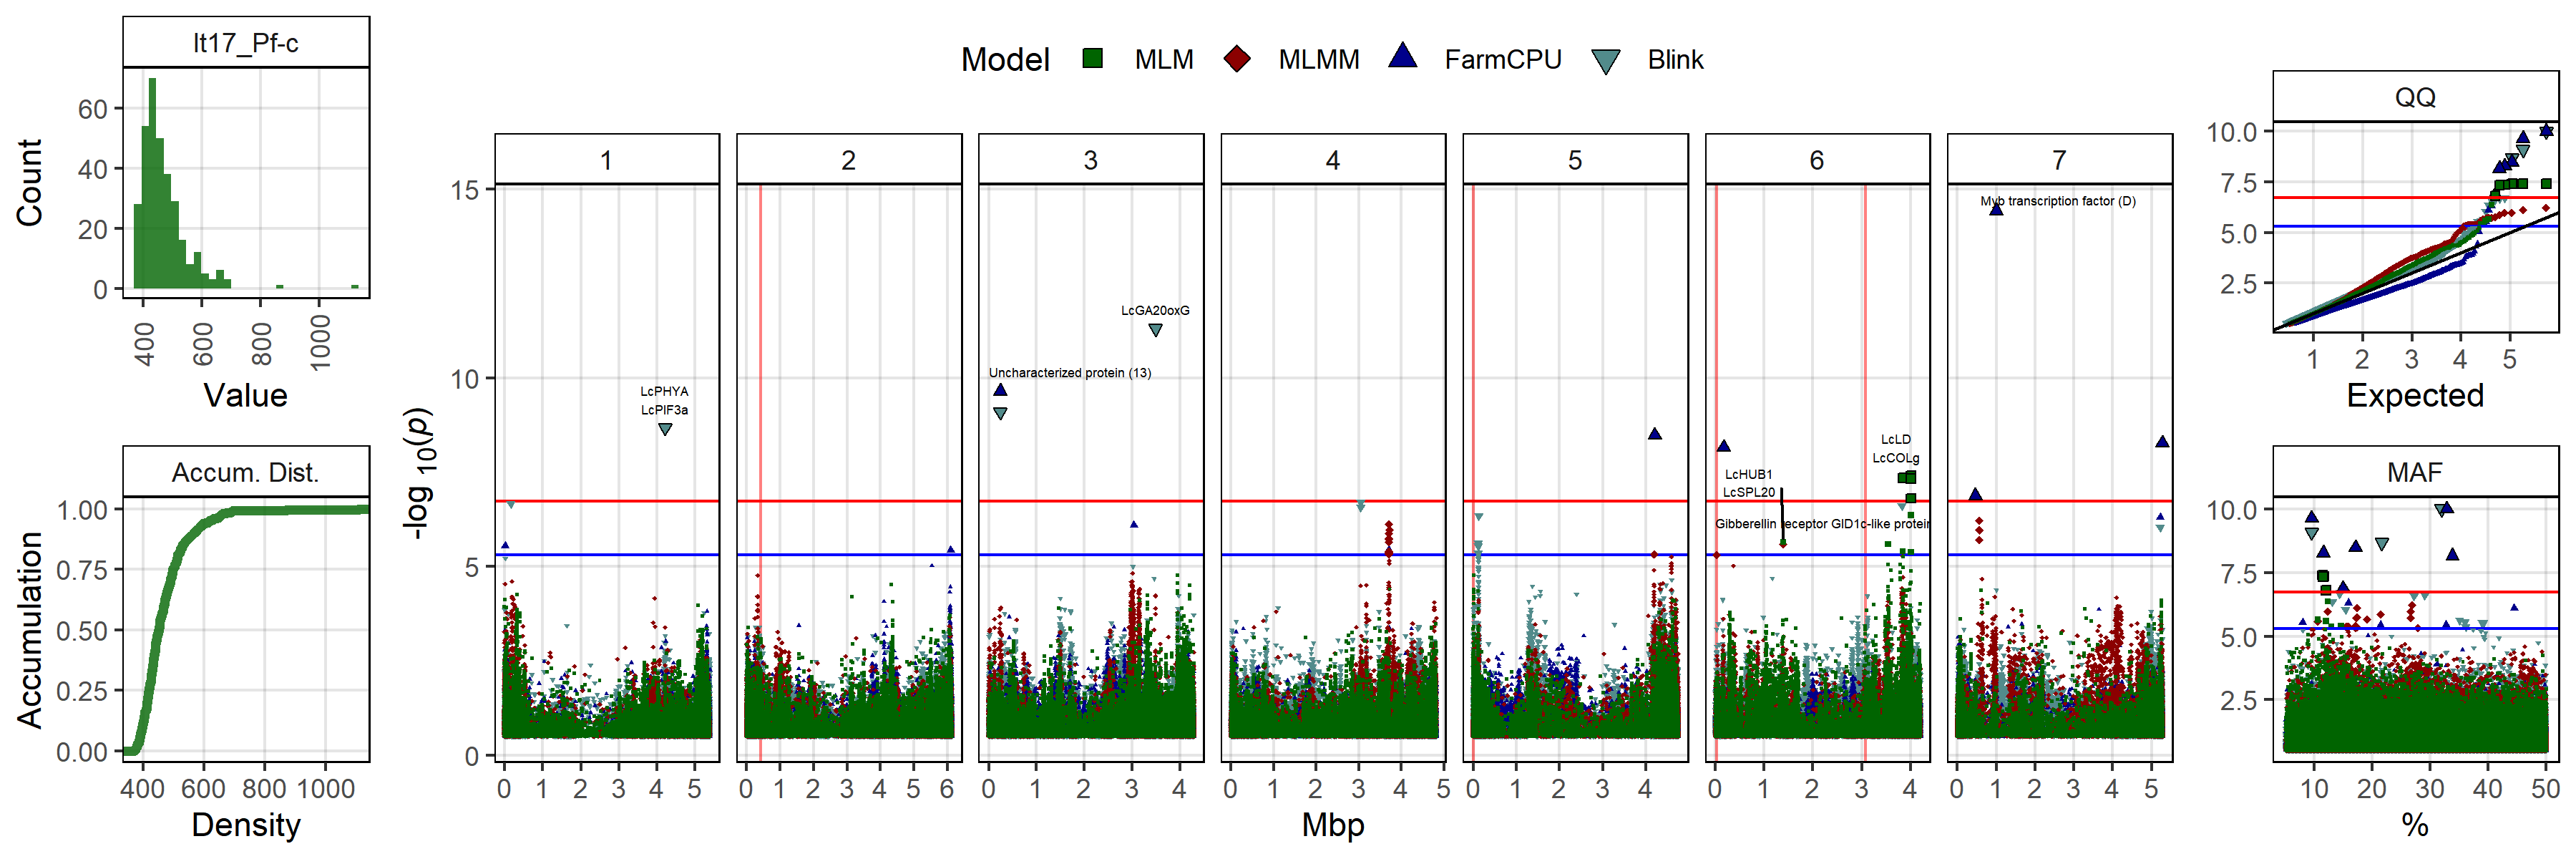 lt17_Pf-c
Count
60
40
20
0
400
600
800
1000
Value
Accum. Dist.
Accumulation
1.00
0.75
0.50
0.25
0.00
400 600 800 1000
Density
Model MLM MLMM FarmCPU Blink
-log 10(p)
15
10
5
0
1
LcPHYA
LcPIF3a
0 1 2 3 4 5
2
0 1 2 3 4 5 6
3
LcGA20oxG
Uncharacterized protein (13)
0 1 2 3 4
4
0 1 2 3 4 5
5
0 1 2 3 4
6
LcLD
LcCOLg
LcHUB1
LcSPL20
Gibberellin receptor GID1c-like protein
0 1 2 3 4
7
Myb transcription factor (D)
0 1 2 3 4 5
Mbp
QQ
10.0
7.5
5.0
2.5
1 2 3 4 5
Expected
MAF
10.0
7.5
5.0
2.5
10 20 30 40 50
%